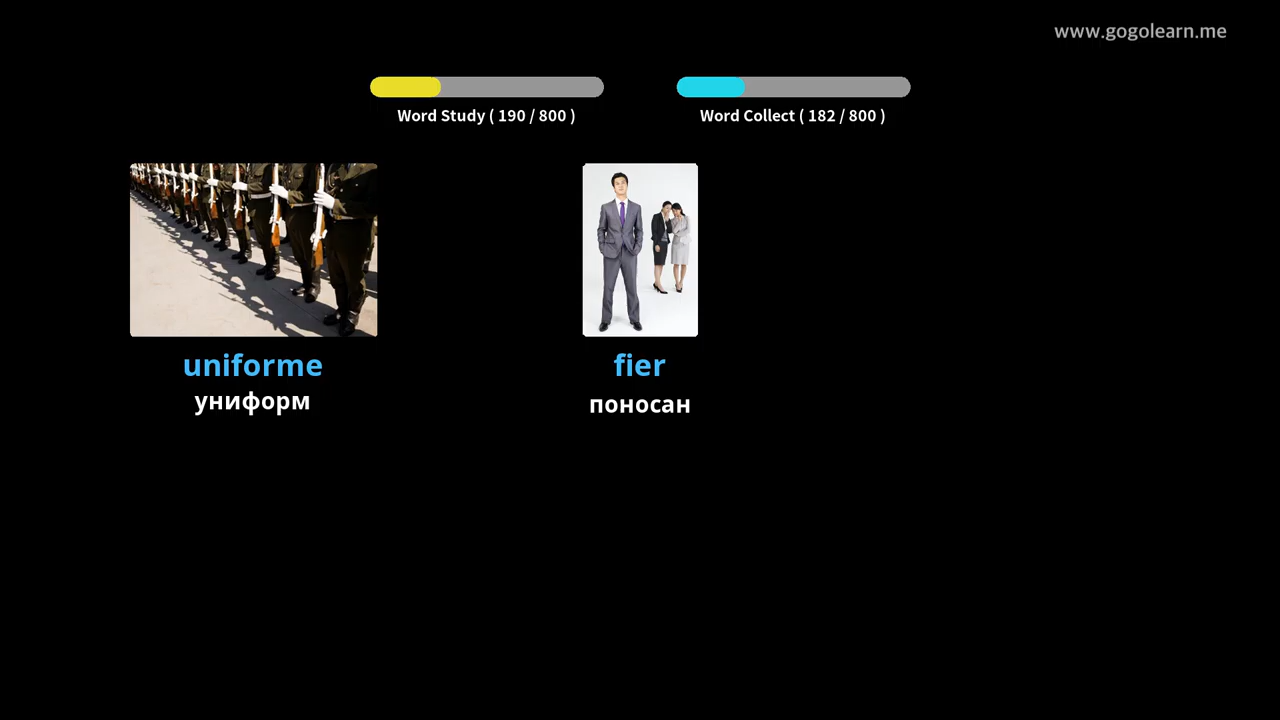 www.gogolearn.me
Word Study ( 190 / 800 )
Word Collect ( 182 / 800 )
uniforme
униформ
fier
поносан